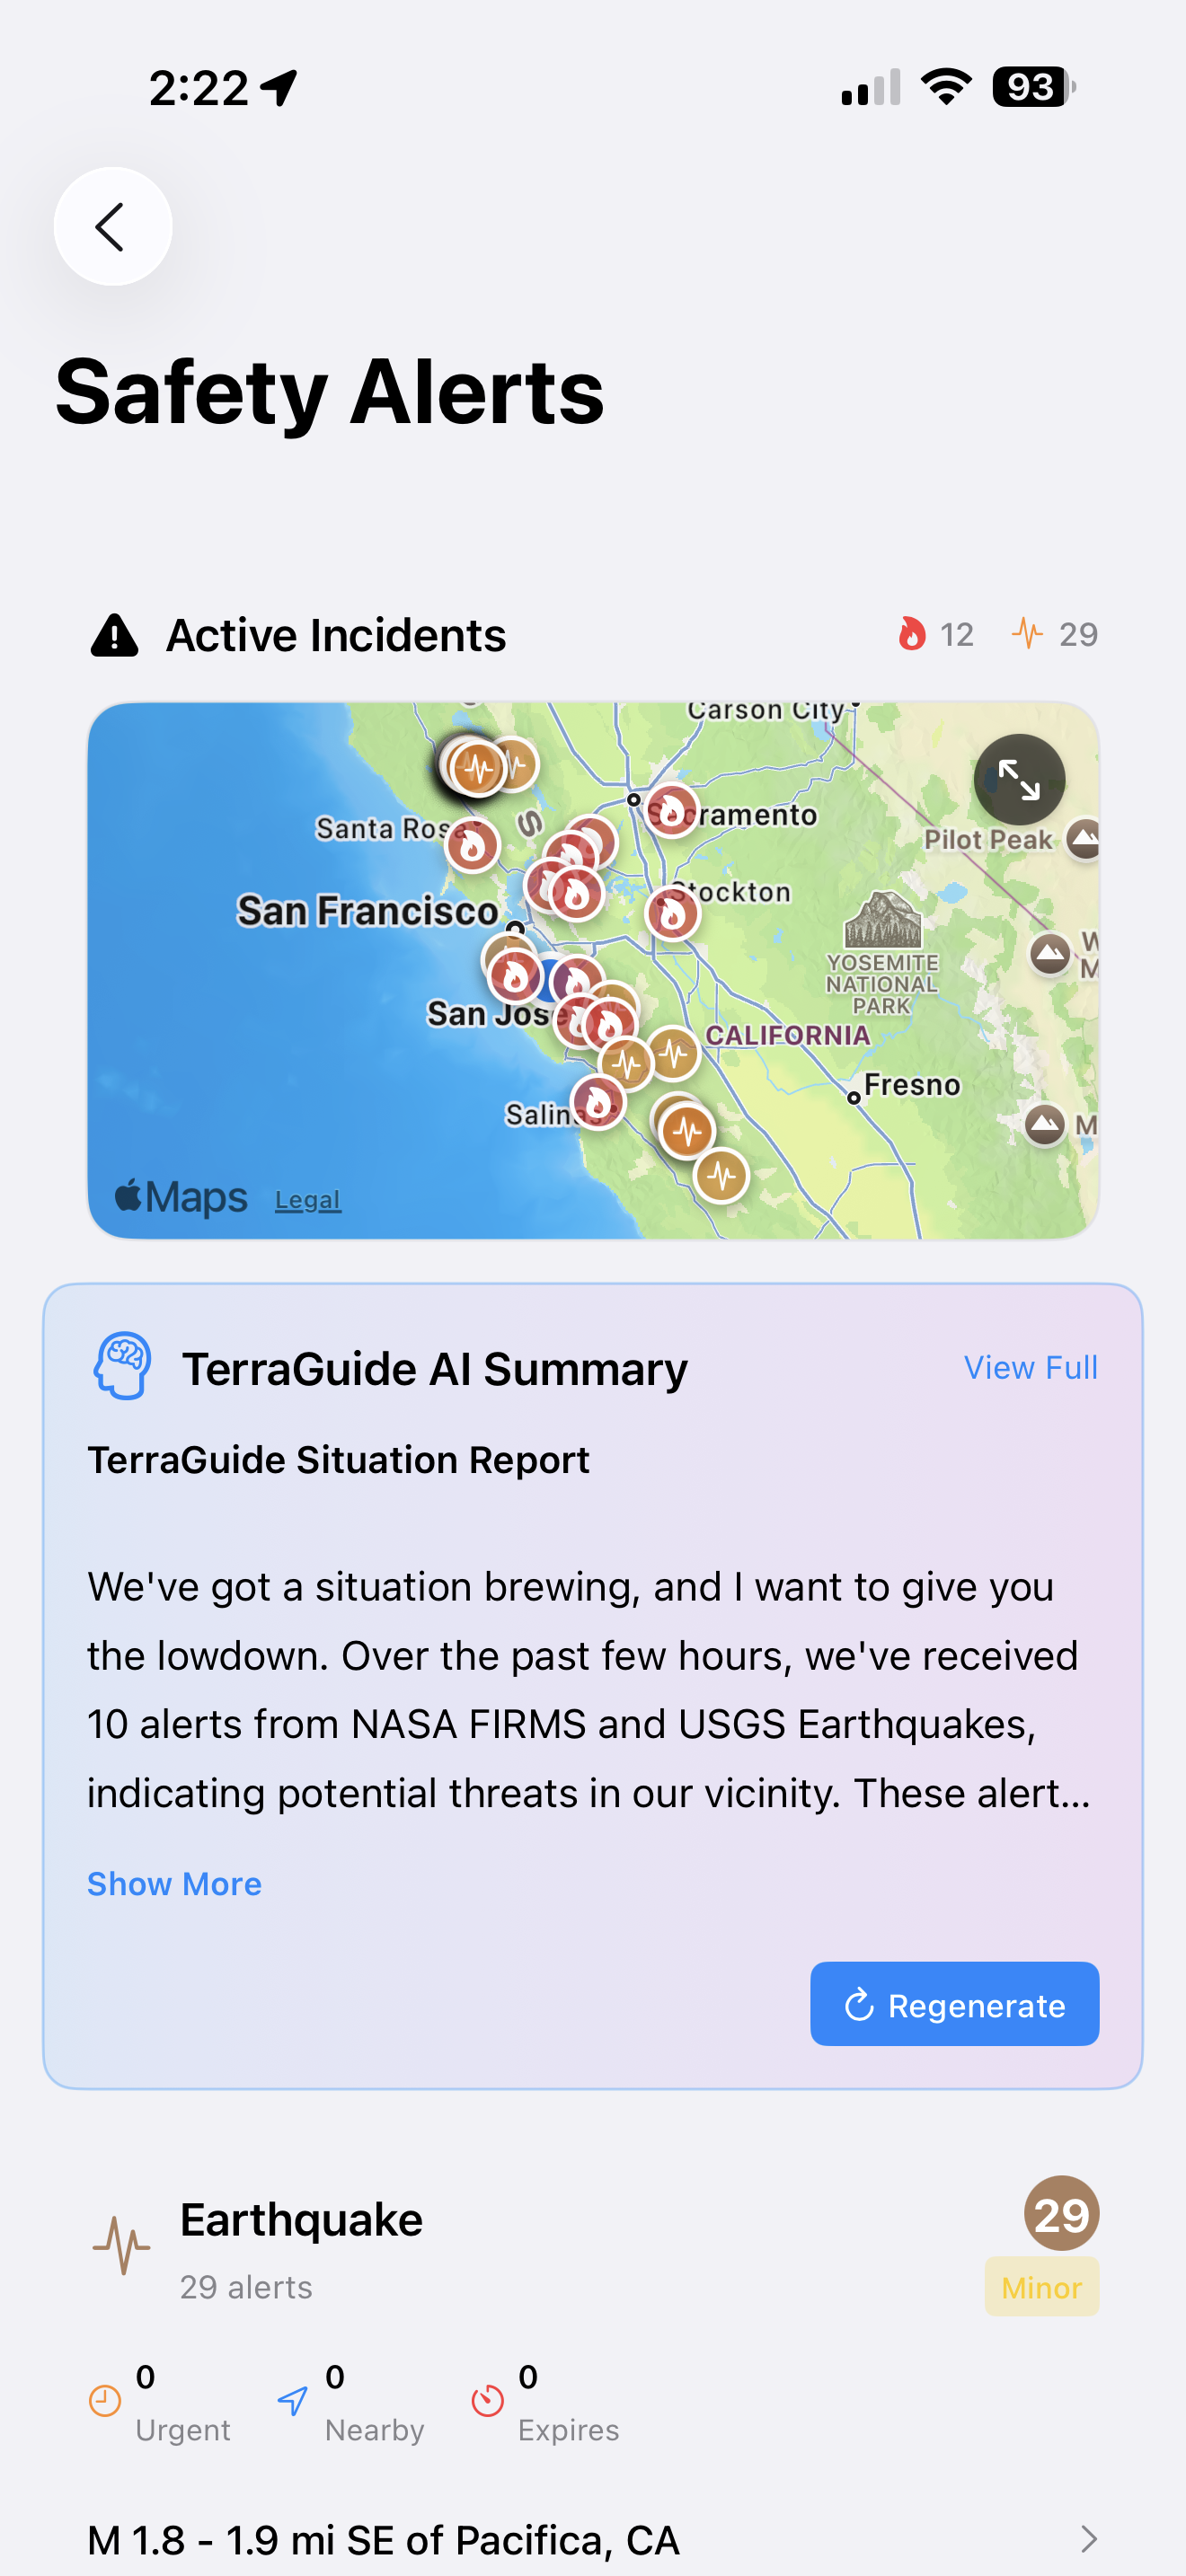 2:22
93
Safety Alerts
Active Incidents
12
29
Carson City
Santa Rosa
Sacramento
Pilot Peak
Stockton
San Francisco
YOSEMITE
NATIONAL
PARK
San Jose
CALIFORNIA
Fresno
Salinas
Maps
Legal
TerraGuide AI Summary
View Full
TerraGuide Situation Report
We've got a situation brewing, and I want to give you
the lowdown. Over the past few hours, we've received
10 alerts from NASA FIRMS and USGS Earthquakes,
indicating potential threats in our vicinity. These alert...
Show More
Regenerate
Earthquake
29
29 alerts
Minor
0
0
0
Urgent
Nearby
Expires
M 1.8 - 1.9 mi SE of Pacifica, CA